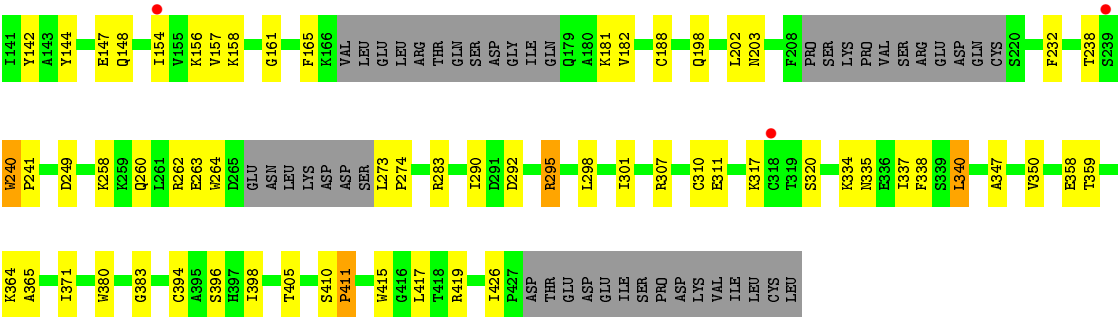 I141 Y142 A143 Y144 E147 Q148 I154 V155 K156 V157 K158 G161 F165 K166 VAL LEU GLU LEU ARG THR GLN SER ASP GLY ILE GLN Q179 A180 K181 V182 C188 Q198 L202 N203 F208 PRO SER LYS PRO VAL SER ARG GLU ASP GLN CYS S220 F232 T238 S239
W240 P241 D249 K258 K259 Q260 L261 R262 E263 W264 D265 GLU ASN LEU LYS ASP ASP SER L273 P274 R283 I290 D291 D292 R295 L298 I301 R307 C310 E311 K317 C318 T319 S320 K334 N335 E336 I337 F338 S339 L340 A347 V350 E358 T359
K364 A365 I371 W380 G383 C394 A395 S396 H397 I398 T405 S410 P411 W415 G416 L417 T418 R419 I426 P427 ASP THR GLU ASP GLU ILE SER PRO ASP LYS VAL ILE LEU CYS LEU